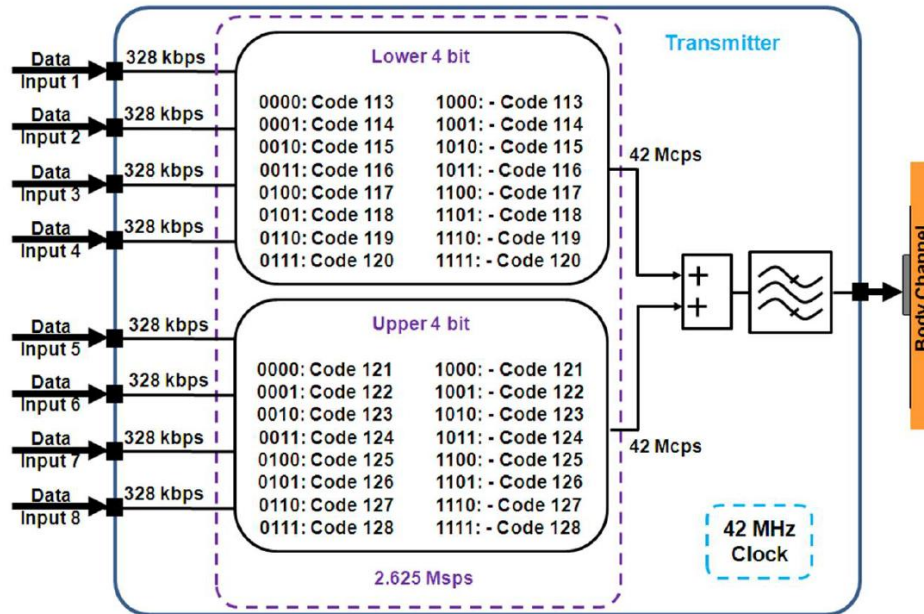 Transmitter
Data
Input 1
328 kbps
Data
Input 2
328 kbps
Data
Input 3
328 kbps
Data
Input 4
328 kbps
Lower 4 bit
0000: Code 113 1000: - Code 113
0001: Code 114 1001: - Code 114
0010: Code 115 1010: - Code 115
0011: Code 116 1011: - Code 116
0100: Code 117 1100: - Code 117
0101: Code 118 1101: - Code 118
0110: Code 119 1110: - Code 119
0111: Code 120 1111: - Code 120
42 Mcps
Data
Input 5
328 kbps
Data
Input 6
328 kbps
Data
Input 7
328 kbps
Data
Input 8
328 kbps
Upper 4 bit
0000: Code 121 1000: - Code 121
0001: Code 122 1001: - Code 122
0010: Code 123 1010: - Code 123
0011: Code 124 1011: - Code 124
0100: Code 125 1100: - Code 125
0101: Code 126 1101: - Code 126
0110: Code 127 1110: - Code 127
0111: Code 128 1111: - Code 128
42 Mcps
2.625 Msps
+
+
Body Channel
42 MHz
Clock